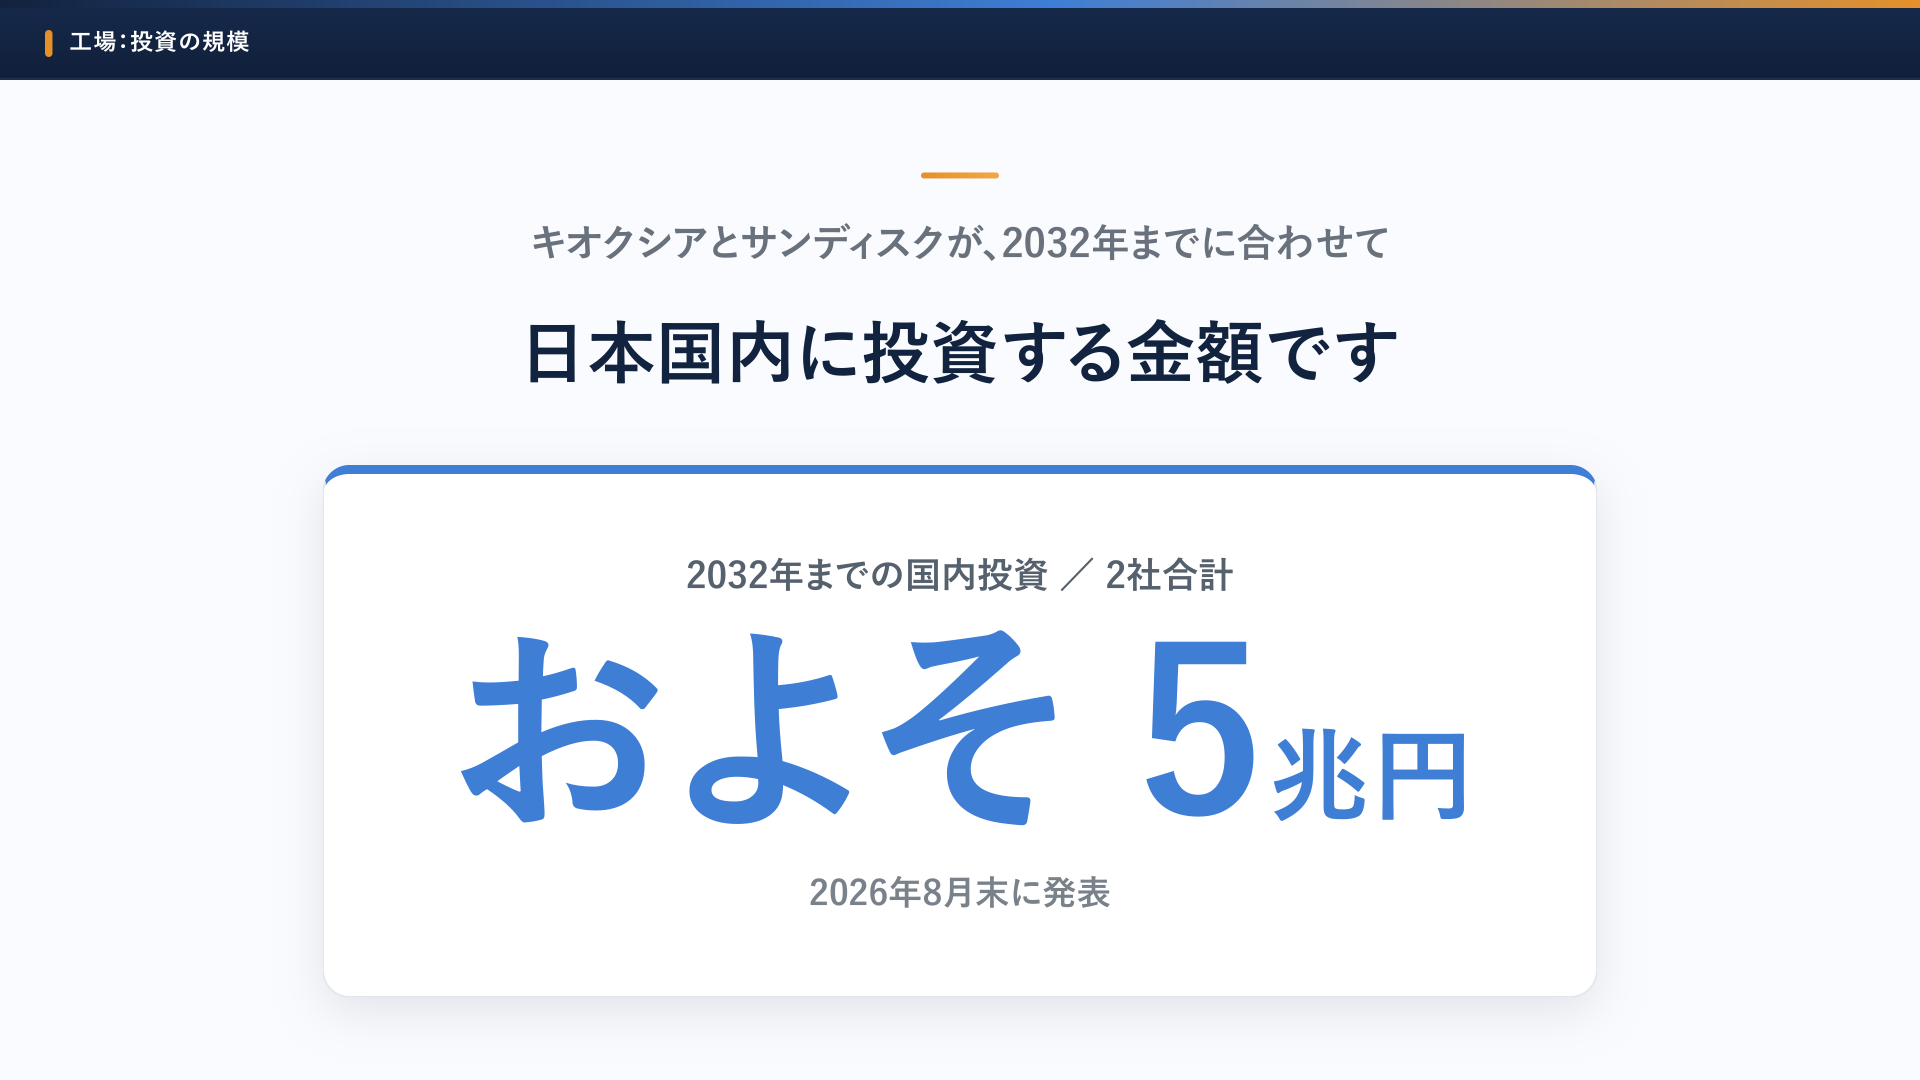 工場：投資の規模
キオクシアとサンディスクが、2032年までに合わせて
日本国内に投資する金額です
2032年までの国内投資 ／ 2社合計
およそ 5兆円
2026年8月末に発表